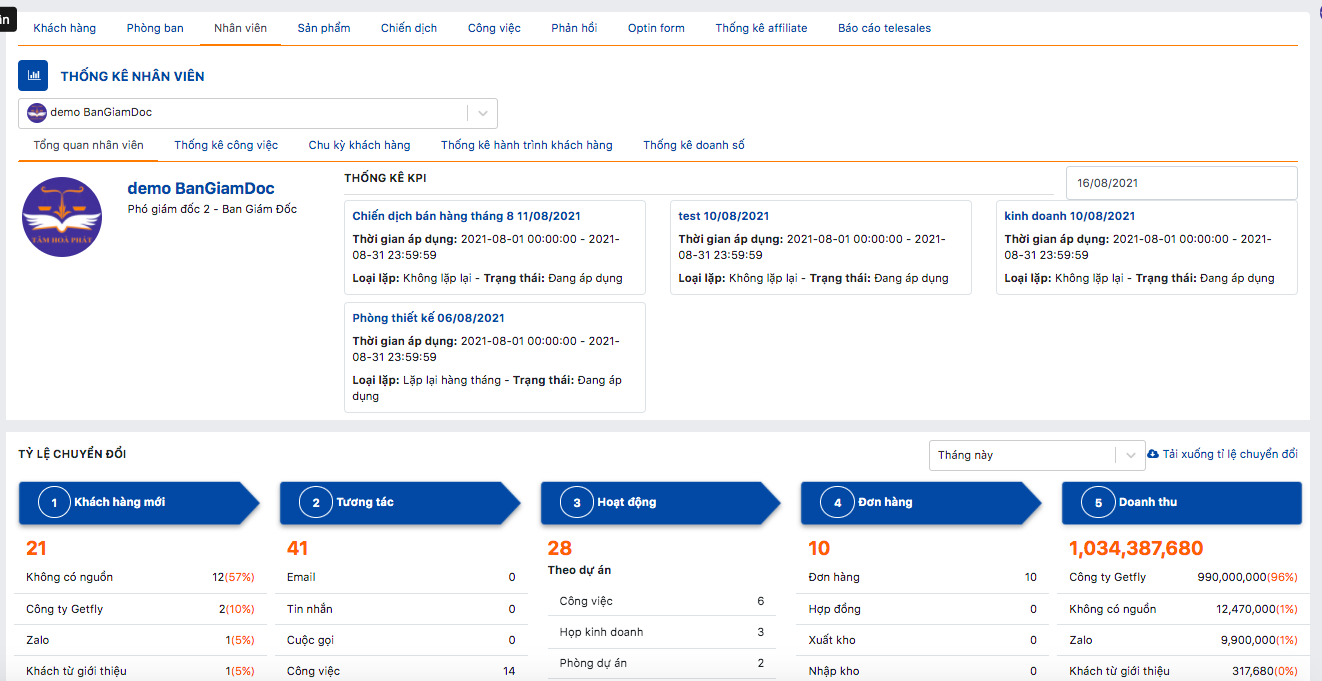 in
Khách hàng Phòng ban Nhân viên Sản phẩm Chiến dịch Công việc Phản hồi Optin form Thống kê affiliate Báo cáo telesales
THỐNG KÊ NHÂN VIÊN
demo BanGiamDoc
Tổng quan nhân viên Thống kê công việc Chu kỳ khách hàng Thống kê hành trình khách hàng Thống kê doanh số
TÂM HOÀ PHÁT
demo BanGiamDoc
Phó giám đốc 2 - Ban Giám Đốc
THỐNG KÊ KPI
16/08/2021
Chiến dịch bán hàng tháng 8 11/08/2021
Thời gian áp dụng: 2021-08-01 00:00:00 - 2021-
08-31 23:59:59
Loại lặp: Không lặp lại - Trạng thái: Đang áp dụng
test 10/08/2021
Thời gian áp dụng: 2021-08-01 00:00:00 - 2021-
08-31 23:59:59
Loại lặp: Không lặp lại - Trạng thái: Đang áp dụng
kinh doanh 10/08/2021
Thời gian áp dụng: 2021-08-01 00:00:00 - 2021-
08-31 23:59:59
Loại lặp: Không lặp lại - Trạng thái: Đang áp dụng
Phòng thiết kế 06/08/2021
Thời gian áp dụng: 2021-08-01 00:00:00 - 2021-
08-31 23:59:59
Loại lặp: Lặp lại hàng tháng - Trạng thái: Đang áp
dụng
TỶ LỆ CHUYỂN ĐỔI
Tháng này
Tải xuống tỉ lệ chuyển đổi
1 Khách hàng mới
21
Không có nguồn 12(57%)
Công ty Getfly 2(10%)
Zalo 1(5%)
Khách từ giới thiệu 1(5%)
2 Tương tác
41
Email 0
Tin nhắn 0
Cuộc gọi 0
Công việc 14
3 Hoạt động
28
Theo dự án
Công việc 6
Họp kinh doanh 3
Phòng dự án 2
4 Đơn hàng
10
Đơn hàng 10
Hợp đồng 0
Xuất kho 0
Nhập kho 0
5 Doanh thu
1,034,387,680
Công ty Getfly 990,000,000(96%)
Không có nguồn 12,470,000(1%)
Zalo 9,900,000(1%)
Khách từ giới thiệu 317,680(0%)